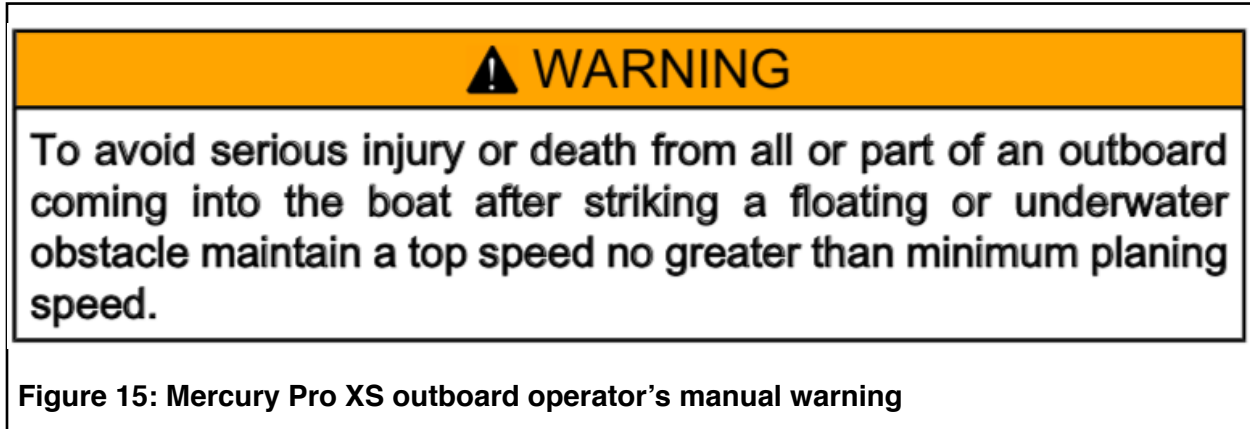 WARNING
To avoid serious injury or death from all or part of an outboard
coming into the boat after striking a floating or underwater
obstacle maintain a top speed no greater than minimum planing
speed.
Figure 15: Mercury Pro XS outboard operator's manual warning